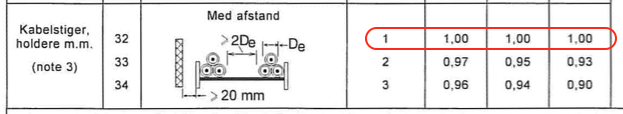 Med afstand
Kabelstiger,
holdere m.m.
(note 3)
32
33
34
>2De
De
> 20 mm
1 1,00 1,00 1,00
2 0,97 0,95 0,93
3 0,96 0,94 0,90